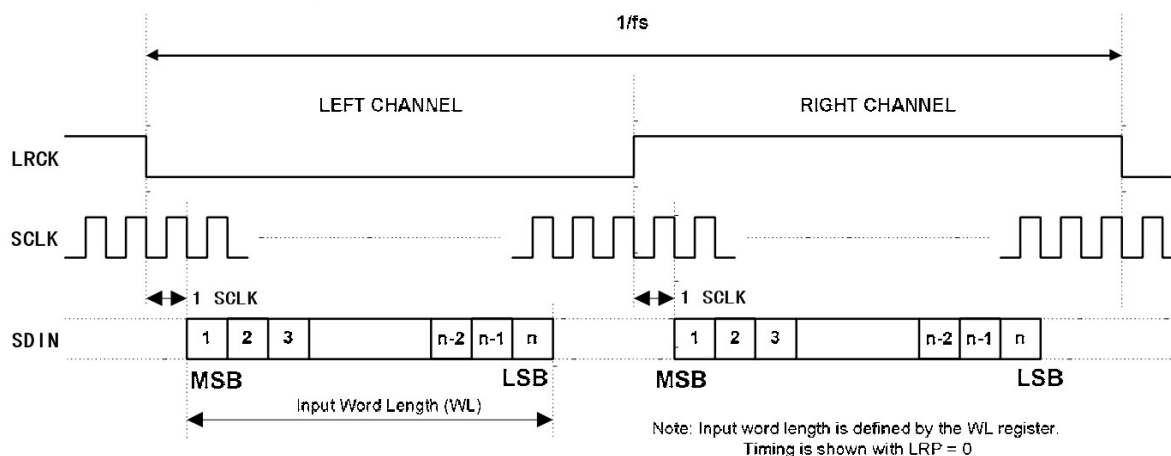 1/fs
LEFT CHANNEL
RIGHT CHANNEL
LRCK
SCLK
1 SCLK
1 SCLK
SDIN
1 2 3 n-2 n-1 n
1 2 3 n-2 n-1 n
MSB LSB
MSB LSB
Input Word Length (WL)
Note: Input word length is defined by the WL register.
Timing is shown with LRP = 0